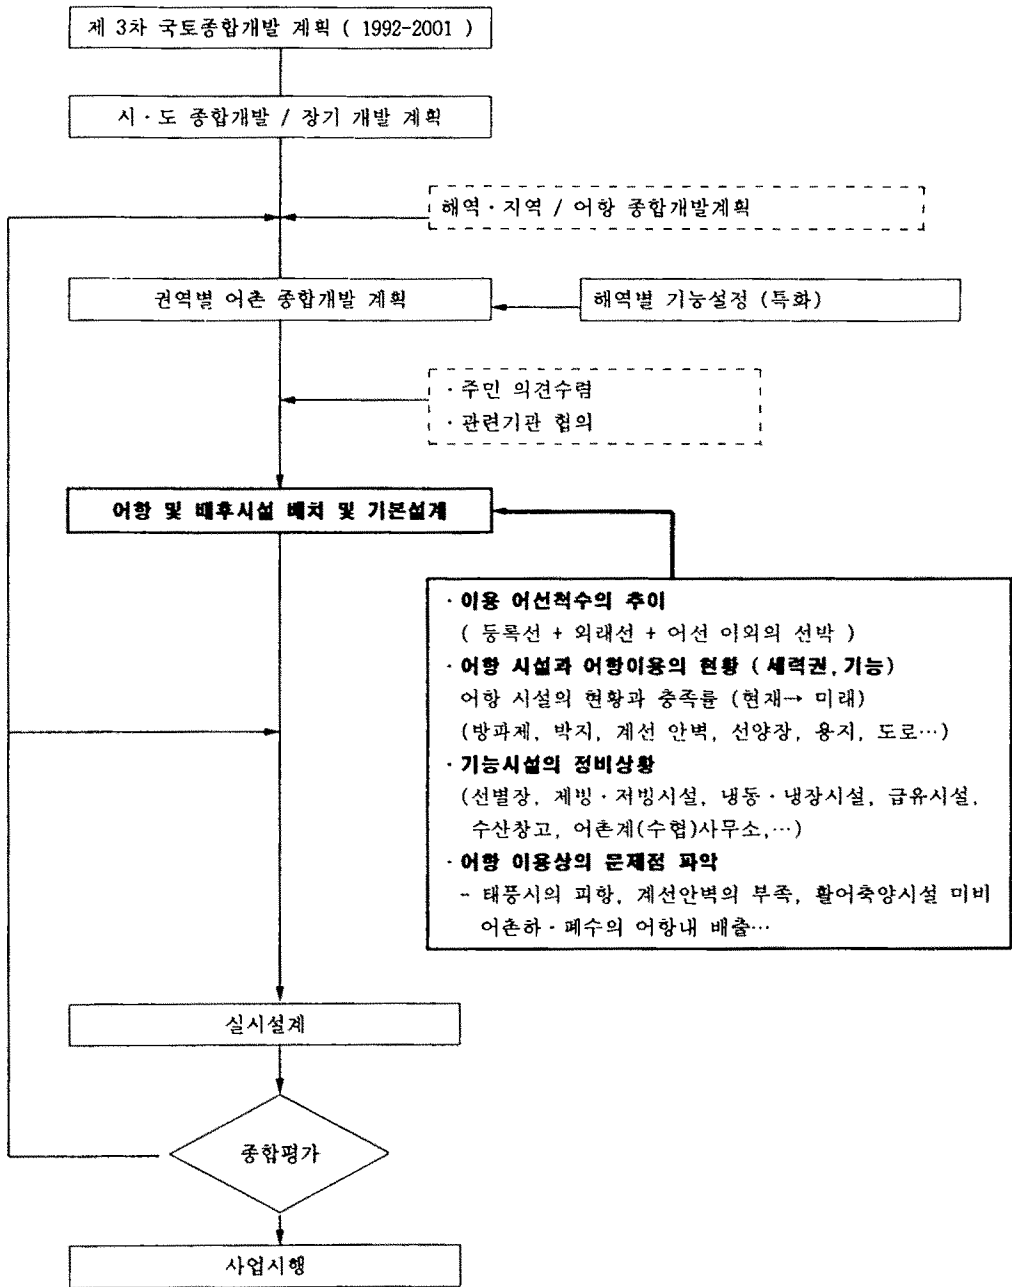 제 3차 국토종합개발 계획 ( 1992-2001 )
시·도 종합개발 / 장기 개발 계획
해역·지역 / 어항 종합개발계획
권역별 어촌 종합개발 계획
해역별 기능설정 (특화)
· 주민 의견수렴
· 관련기관 협의
어항 및 배후시설 배치 및 기본설계
· 이용 어선척수의 추이
( 등록선 + 외래선 + 어선 이외의 선박 )
· 어항 시설과 어항이용의 현황 ( 세력권, 기능)
어항 시설의 현황과 충족률 (현재→ 미래)
(방파제, 박지, 계선 안벽, 선양장, 용지, 도로…)
· 기능시설의 정비상황
(선별장, 제빙·저빙시설, 냉동·냉장시설, 급유시설,
수산창고, 어촌계(수협)사무소,…)
· 어항 이용상의 문제점 파악
- 태풍시의 피항, 계선안벽의 부족, 활어축양시설 미비
어촌하·폐수의 어항내 배출…
실시설계
종합평가
사업시행